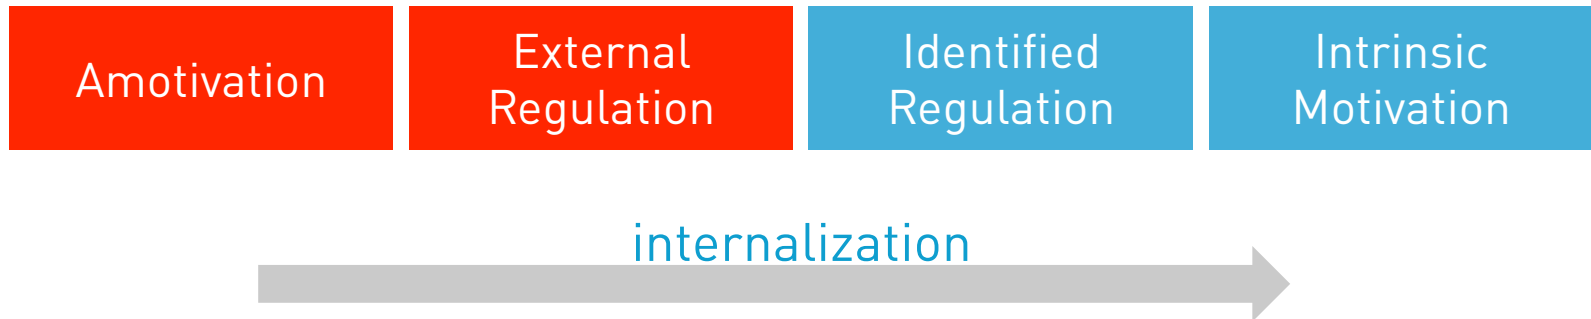 Amotivation
External
Regulation
Identified
Regulation
Intrinsic
Motivation
internalization